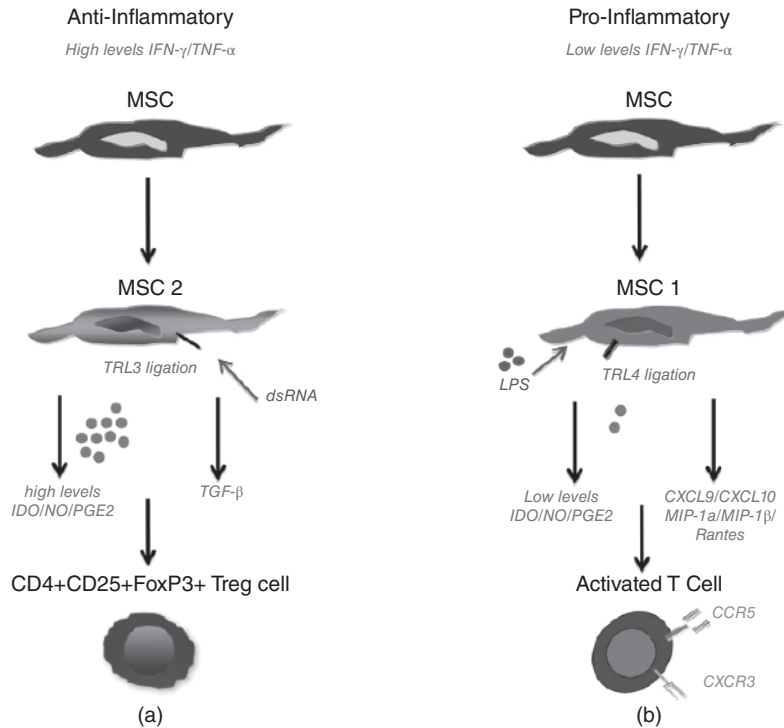 Anti-Inflammatory
High levels IFN-γ/TNF-α
MSC
MSC 2
TRL3 ligation
dsRNA
high levels
IDO/NO/PGE2
TGF-β
CD4+CD25+FoxP3+ Treg cell
(a)
Pro-Inflammatory
Low levels IFN-γ/TNF-α
MSC
MSC 1
LPS
TRL4 ligation
Low levels
IDO/NO/PGE2
CXCL9/CXCL10
MIP-1a/MIP-1β/
Rantes
Activated T Cell
CCR5
CXCR3
(b)